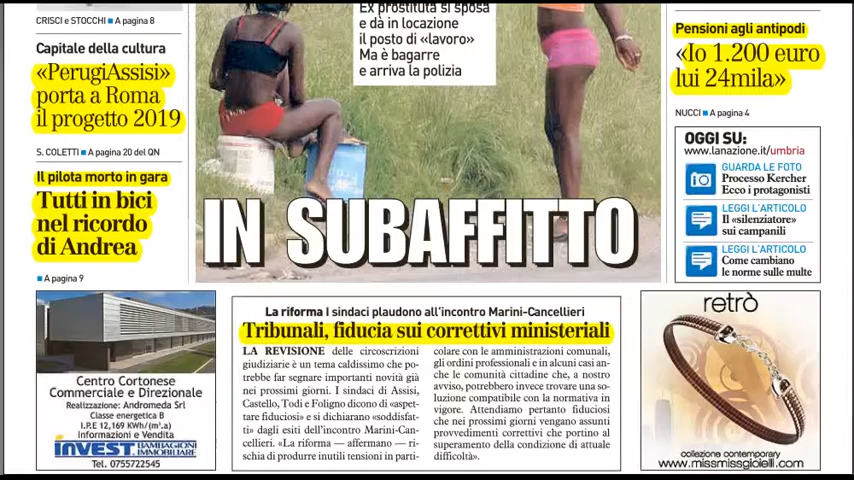 CRISCI e STOCCHI ■ A pagina 8
Capitale della cultura
«PerugiAssisi»
porta a Roma
il progetto 2019
S. COLETTI ■ A pagina 20 del QN
Il pilota morto in gara
Tutti in bici
nel ricordo
di Andrea
■ A pagina 9
Ex prostituta si sposa
e dà in locazione
il posto di «lavoro»
Ma è bagarre
e arriva la polizia
IN SUBAFFITTO
Pensioni agli antipodi
«Io 1.200 euro
lui 24mila»
NUCCI ■ A pagina 4
OGGI SU:
www.lanazione.it/umbria
GUARDA LE FOTO
Processo Kercher
Ecco i protagonisti
LEGGI L'ARTICOLO
Il «silenziatore»
sui campanili
LEGGI L'ARTICOLO
Come cambiano
le norme sulle multe
Centro Cortonese
Commerciale e Direzionale
Realizzazione: Andromeda Srl
Classe energetica B
I.P.E 12,169 KWh/(m².a)
Informazioni e Vendita
INVEST BAMBAGIONI IMMOBILIARE
Tel. 0755722545
La riforma I sindaci plaudono all'incontro Marini-Cancellieri
Tribunali, fiducia sui correttivi ministeriali
LA REVISIONE delle circoscrizioni
giudiziarie è un tema caldissimo che po-
trebbe far segnare importanti novità già
nei prossimi giorni. I sindaci di Assisi,
Castello, Todi e Foligno dicono di «aspet-
tare fiduciosi» e si dichiarano «soddisfat-
ti» dagli esiti dell'incontro Marini-Can-
cellieri. «La riforma — affermano — ri-
schia di produrre inutili tensioni in parti-
colare con le amministrazioni comunali,
gli ordini professionali e in alcuni casi an-
che le comunità cittadine che, a nostro
avviso, potrebbero invece trovare una so-
luzione compatibile con la normativa in
vigore. Attendiamo pertanto fiduciosi
che nei prossimi giorni vengano assunti
provvedimenti correttivi che portino al
superamento della condizione di attuale
difficoltà».
retrò
collezione contemporary
www.missmissgioielli.com